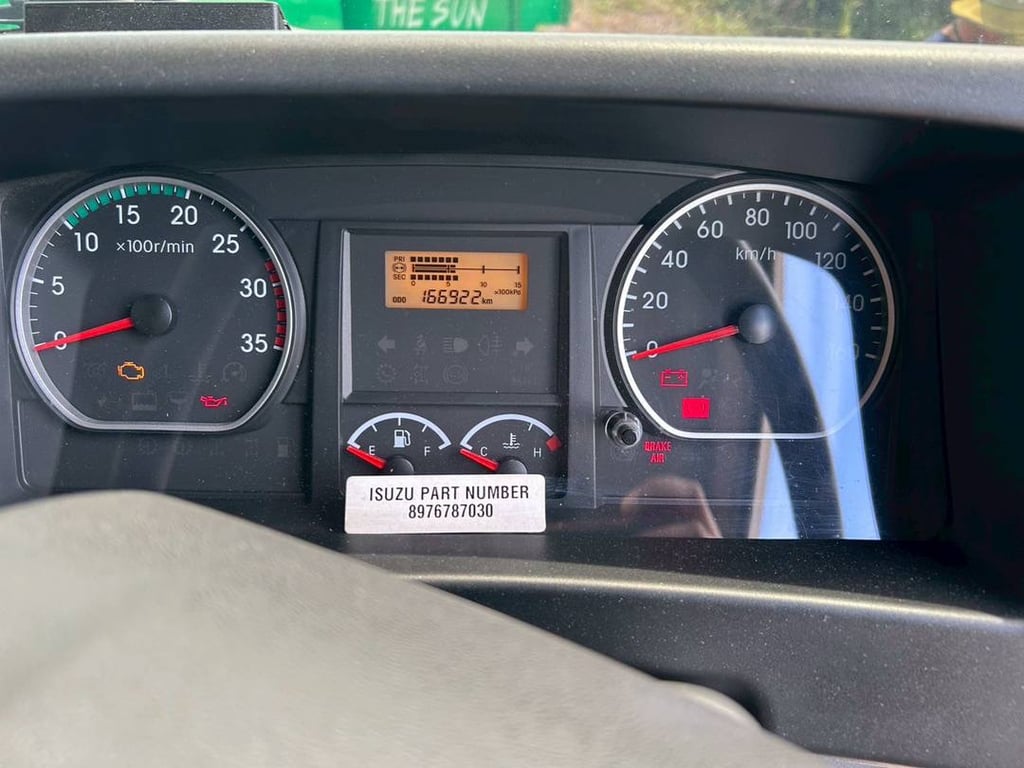 THE SUN
5
10
15
20
25
30
35
×100r/min
0
PRI
SEC
0 5 10 15
×100kPa
ODO 166922 km
E F
C H
ISUZU PART NUMBER
8976787030
0
20
40
60
80
100
120
km/h
BRAKE
AIR